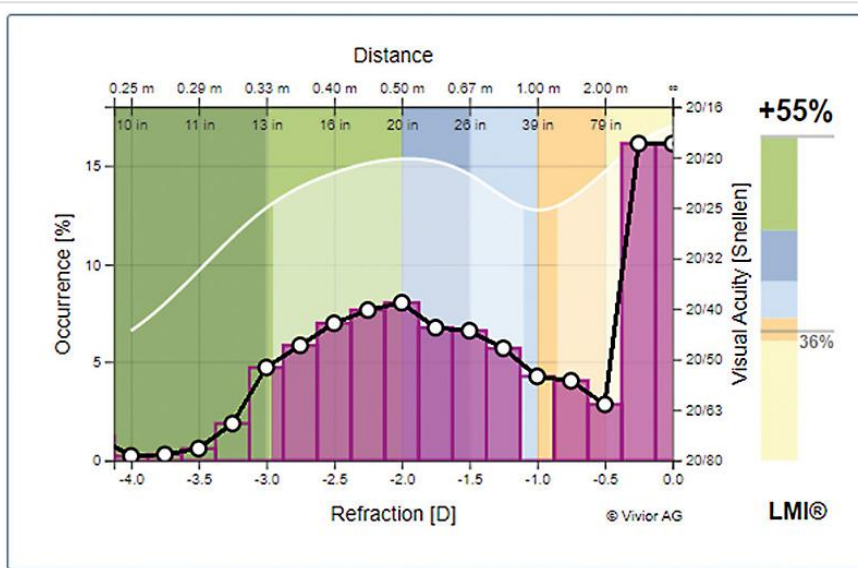 Distance
0.25 m 0.29 m 0.33 m 0.40 m 0.50 m 0.67 m 1.00 m 2.00 m ∞
10 in 11 in 13 in 16 in 20 in 26 in 39 in 79 in
Occurrence [%]
15
10
5
0
-4.0 -3.5 -3.0 -2.5 -2.0 -1.5 -1.0 -0.5 0.0
Refraction [D]
© Vivior AG
20/16
20/20
20/25
20/32
20/40
20/50
20/63
20/80
Visual Acuity [Snellen]
+55%
36%
LMI®